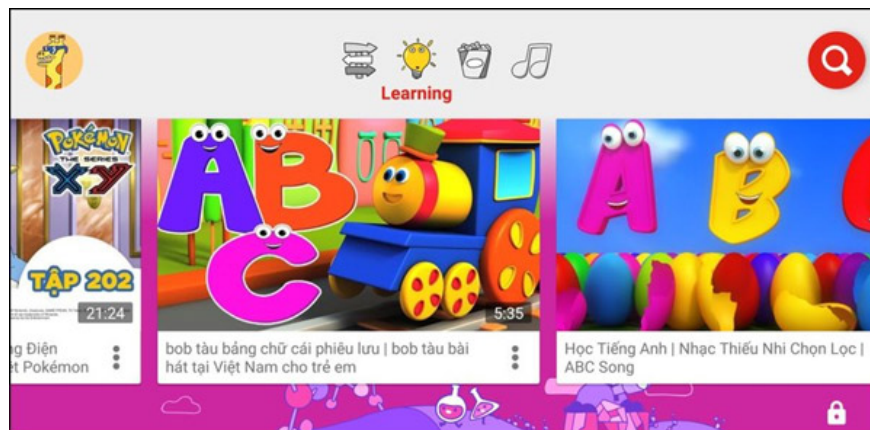 Learning
POKÉMON
THE SERIES
XY
TẬP 202
21:24
g Điện
ét Pokémon
A B
C
5:35
bob tàu bảng chữ cái phiêu lưu | bob tàu bài
hát tại Việt Nam cho trẻ em
A B
Học Tiếng Anh | Nhạc Thiếu Nhi Chọn Lọc |
ABC Song